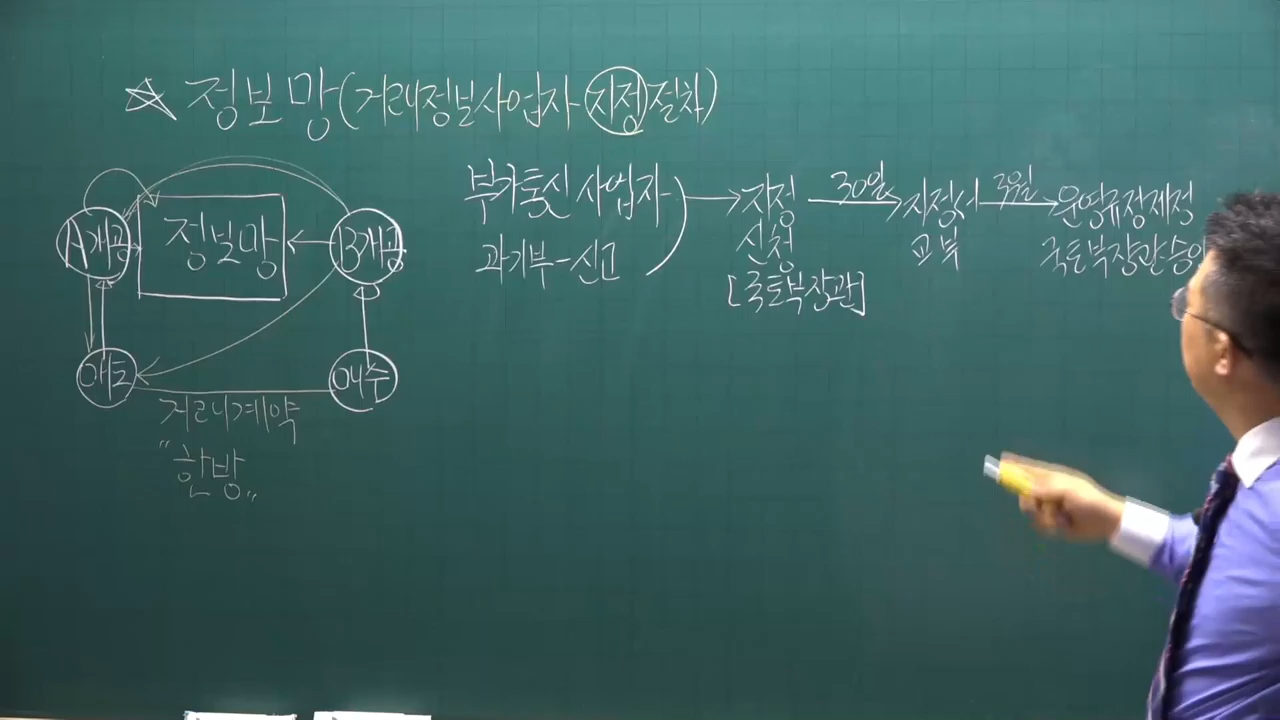 ☆ 정보망(거래정보사업자 지정절차)
A개공 정보망 B개공
매도 매수
거래계약
"한방"
부가통신사업자
과기부-신고
지정
신청
[국토부장관]
30일
지정서
교부
3개월
운영규정제정
국토부장관승인